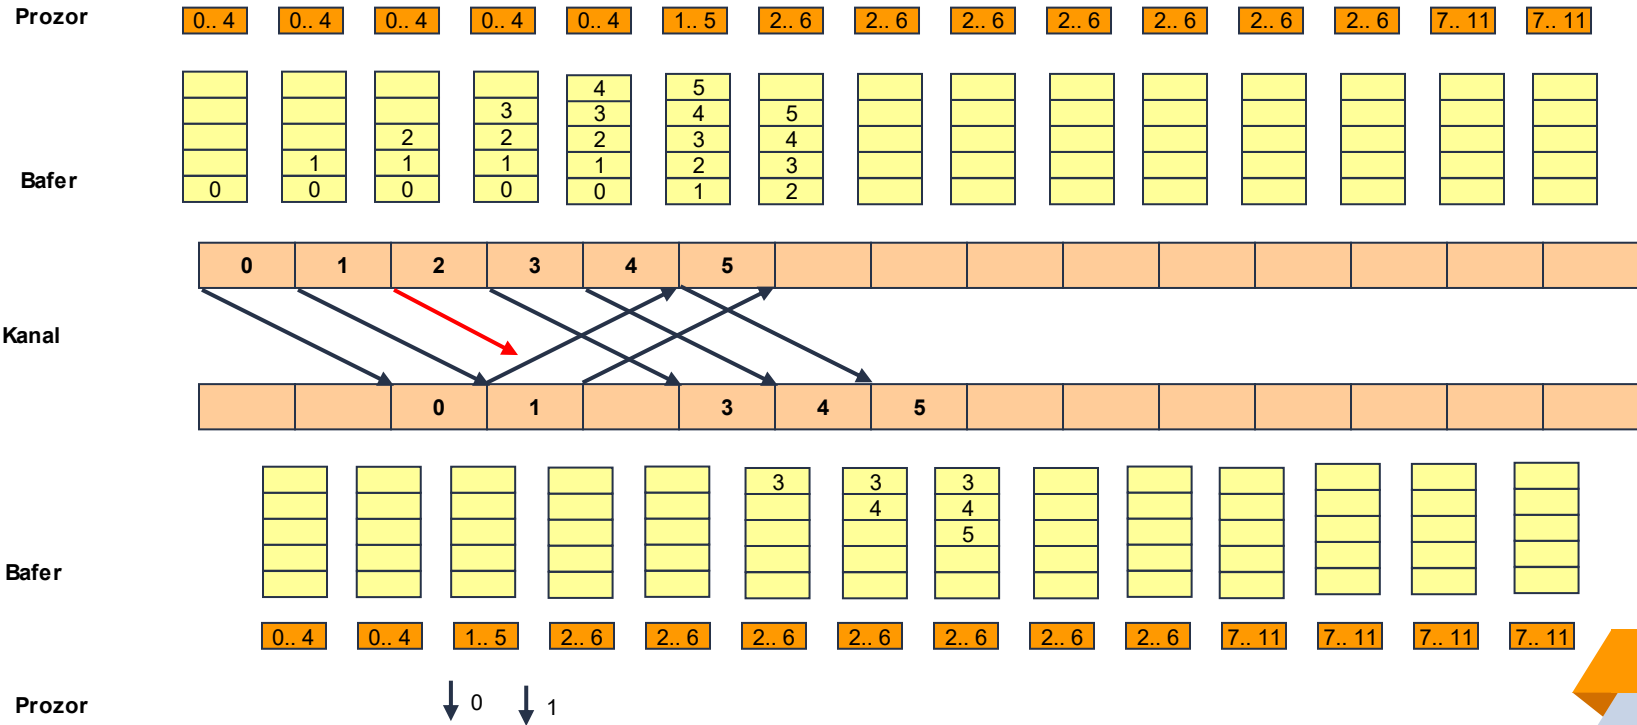 Prozor 0.. 4 0.. 4 0.. 4 0.. 4 0.. 4 1.. 5 2.. 6 2.. 6 2.. 6 2.. 6 2.. 6 2.. 6 2.. 6 7.. 11 7.. 11
4 5
3 3 4 5
2 2 2 3 4
1 1 1 1 2 3
Bafer 0 0 0 0 0 1 2
0 1 2 3 4 5
Kanal
0 1 3 4 5
3 3 3
4 4
5
Bafer
0.. 4 0.. 4 1.. 5 2.. 6 2.. 6 2.. 6 2.. 6 2.. 6 2.. 6 2.. 6 7.. 11 7.. 11 7.. 11 7.. 11
Prozor 0 1